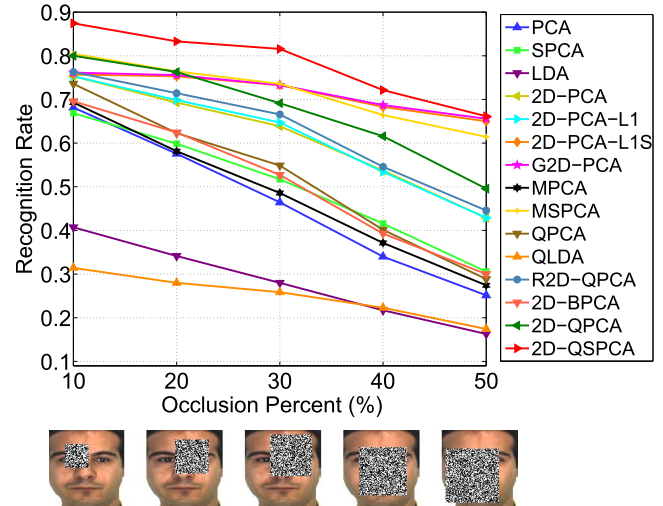 0.9
0.8
0.7
0.6
0.5
0.4
0.3
0.2
0.1
Recognition Rate
10
20
30
40
50
Occlusion Percent (%)
PCA
SPCA
LDA
2D−PCA
2D−PCA−L1
2D−PCA−L1S
G2D−PCA
MPCA
MSPCA
QPCA
QLDA
R2D−QPCA
2D−BPCA
2D−QPCA
2D−QSPCA